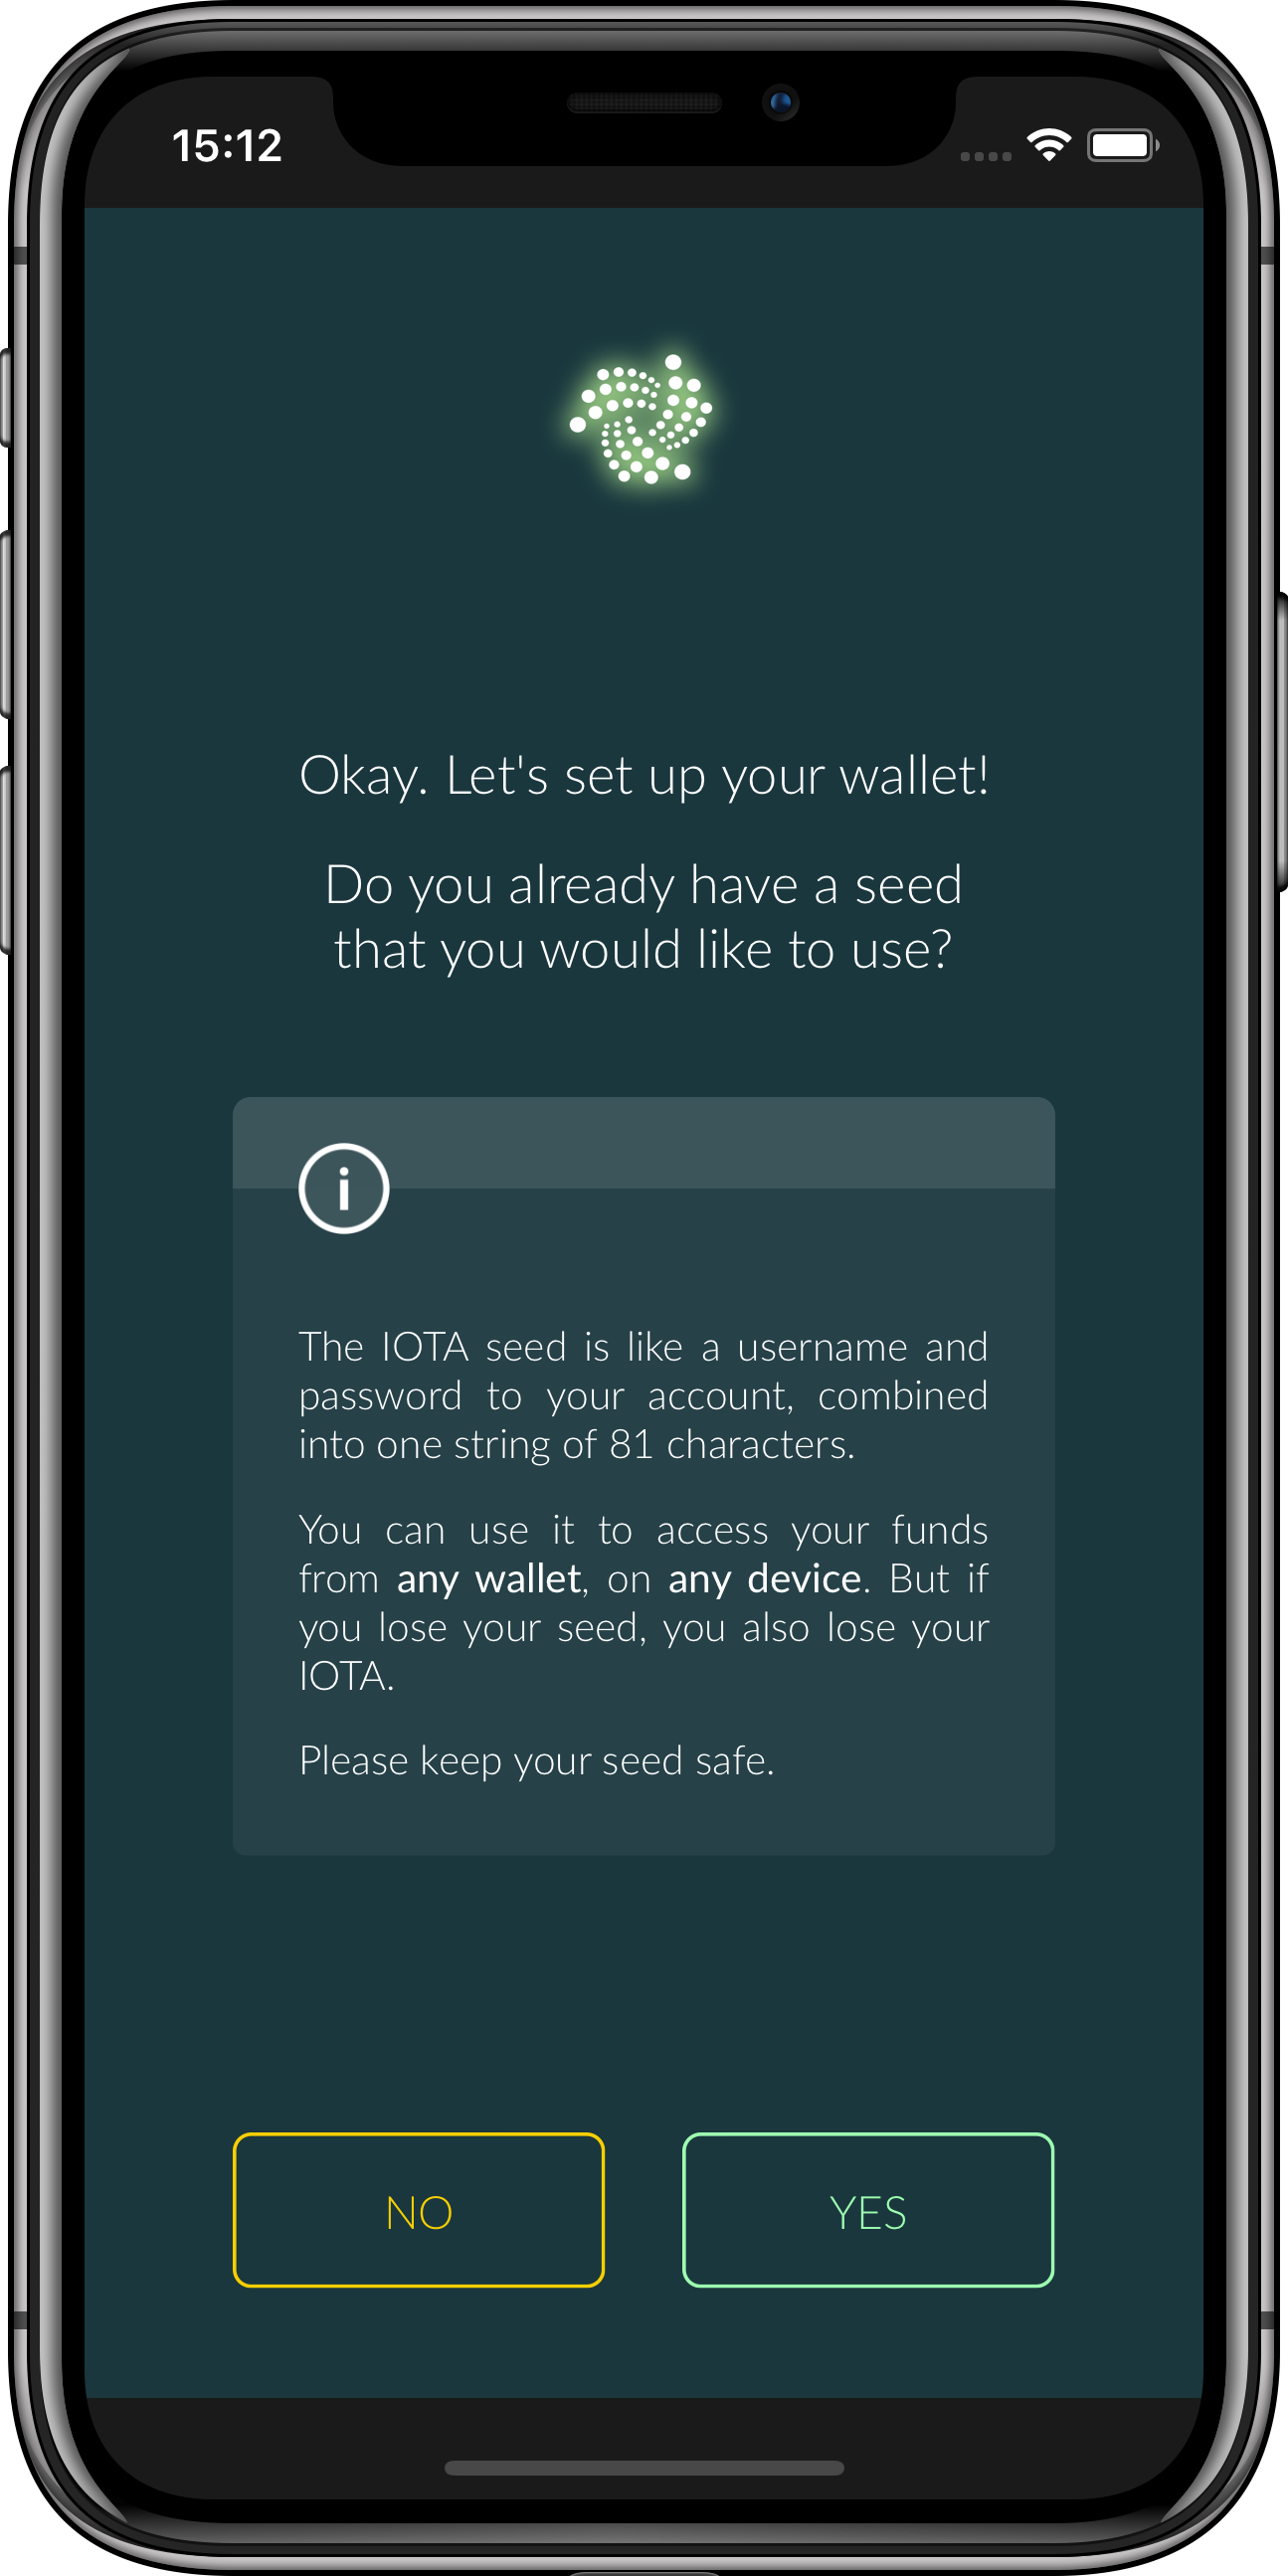 15:12
Okay. Let's set up your wallet!
Do you already have a seed
that you would like to use?
i
The IOTA seed is like a username and
password to your account, combined
into one string of 81 characters.
You can use it to access your funds
from any wallet, on any device. But if
you lose your seed, you also lose your
IOTA.
Please keep your seed safe.
NO
YES